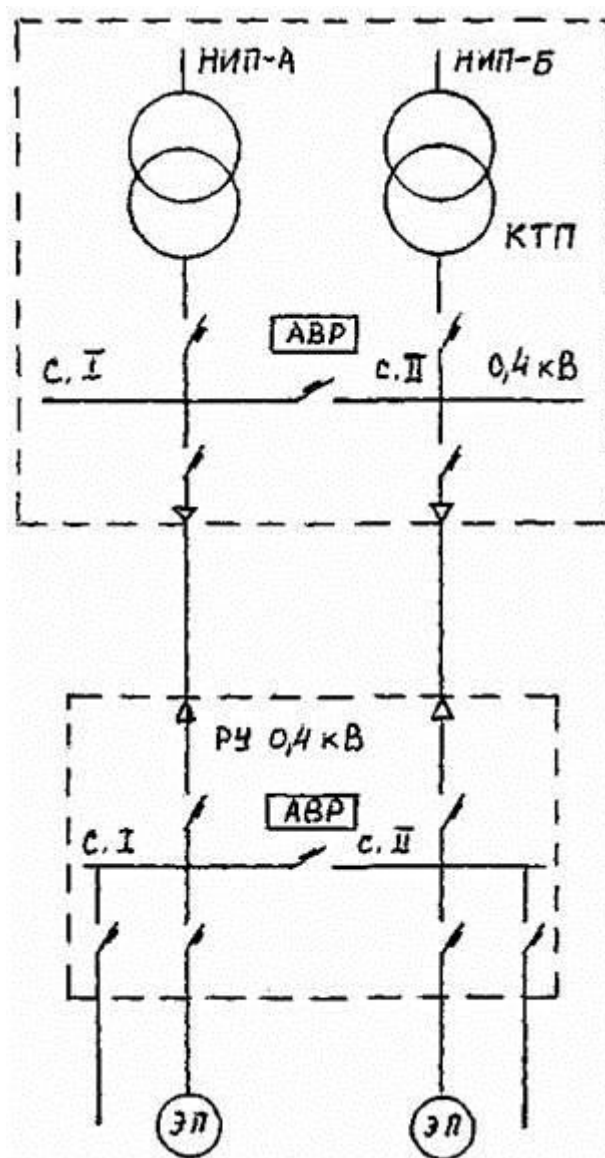 НИП-А
НИП-Б
КТП
АВР
С. I
С. II
0,4 кВ
РУ 0,4 кВ
АВР
С. I
С. II
ЭП
ЭП